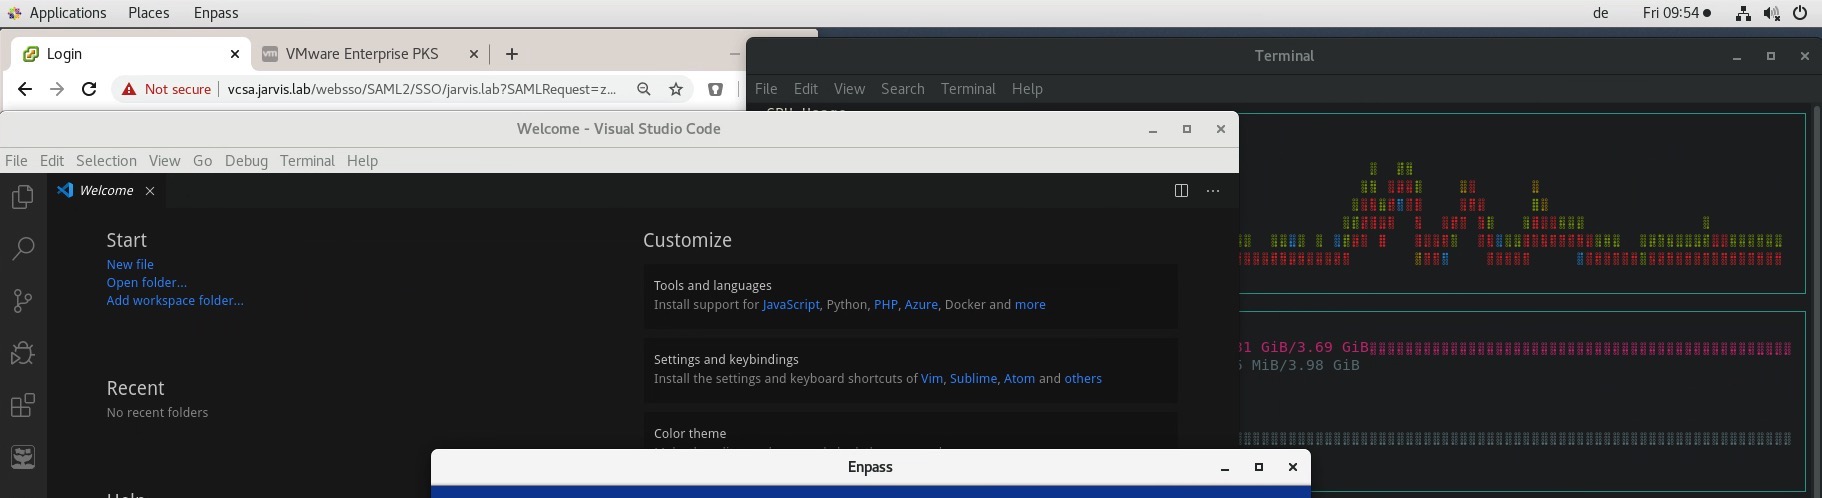 Applications Places Enpass de Fri 09:54
Login VMware Enterprise PKS
Not secure vcsa.jarvis.lab/websso/SAML2/SSO/jarvis.lab?SAMLRequest=z...
Terminal
File Edit View Search Terminal Help
Welcome - Visual Studio Code
File Edit Selection View Go Debug Terminal Help
Welcome
Start
New file
Open folder...
Add workspace folder...
Recent
No recent folders
Customize
Tools and languages
Install support for JavaScript, Python, PHP, Azure, Docker and more
Settings and keybindings
Install the settings and keyboard shortcuts of Vim, Sublime, Atom and others
Color theme
GiB/3.69 GiB
MiB/3.98 GiB
Enpass